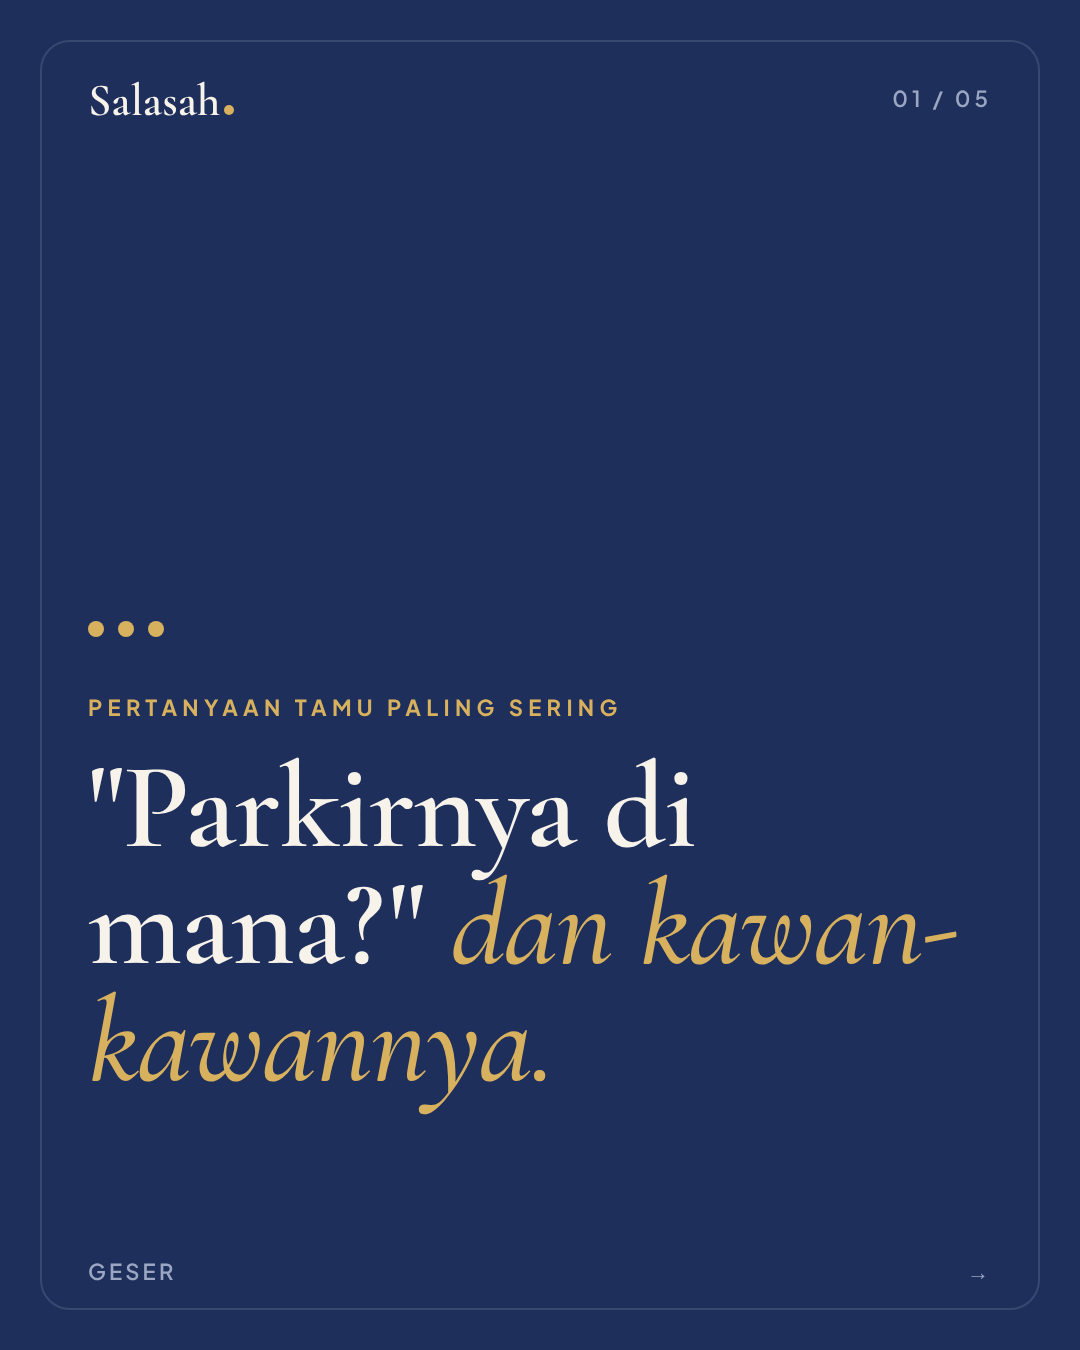 Salasah.
01 / 05
PERTANYAAN TAMU PALING SERING
"Parkirnya di
mana?" dan kawan-
kawannya.
GESER →